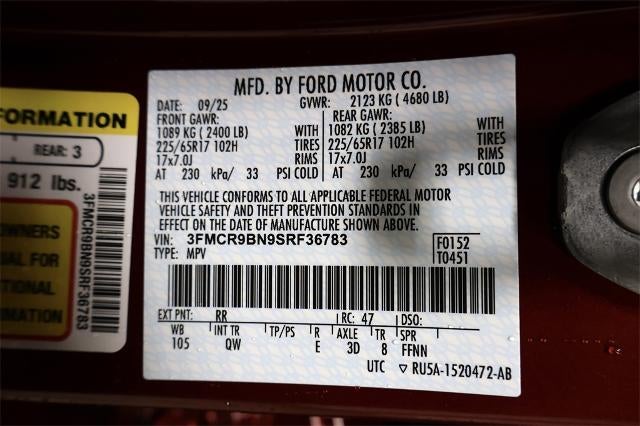 MFD. BY FORD MOTOR CO.
DATE: 09/25 GVWR: 2123 KG ( 4680 LB)
FRONT GAWR: REAR GAWR:
1089 KG ( 2400 LB) WITH 1082 KG ( 2385 LB) WITH
225/65R17 102H TIRES 225/65R17 102H TIRES
17x7.0J RIMS 17x7.0J RIMS
AT 230 kPa/ 33 PSI COLD AT 230 kPa/ 33 PSI COLD
THIS VEHICLE CONFORMS TO ALL APPLICABLE FEDERAL MOTOR
VEHICLE SAFETY AND THEFT PREVENTION STANDARDS IN
EFFECT ON THE DATE OF MANUFACTURE SHOWN ABOVE.
VIN: 3FMCR9BN9SRF36783 F0152
TYPE: MPV T0451
EXT PNT: RR RC: 47 DSO:
WB INT TR TP/PS R AXLE TR SPR
105 QW E 3D 8 FFNN
UTC ▽ RU5A-1520472-AB
FORMATION
REAR: 3
912 lbs.
OWNERS
UAL FOR
TIONAL
RMATION
3FMCR9BN9SRF36783